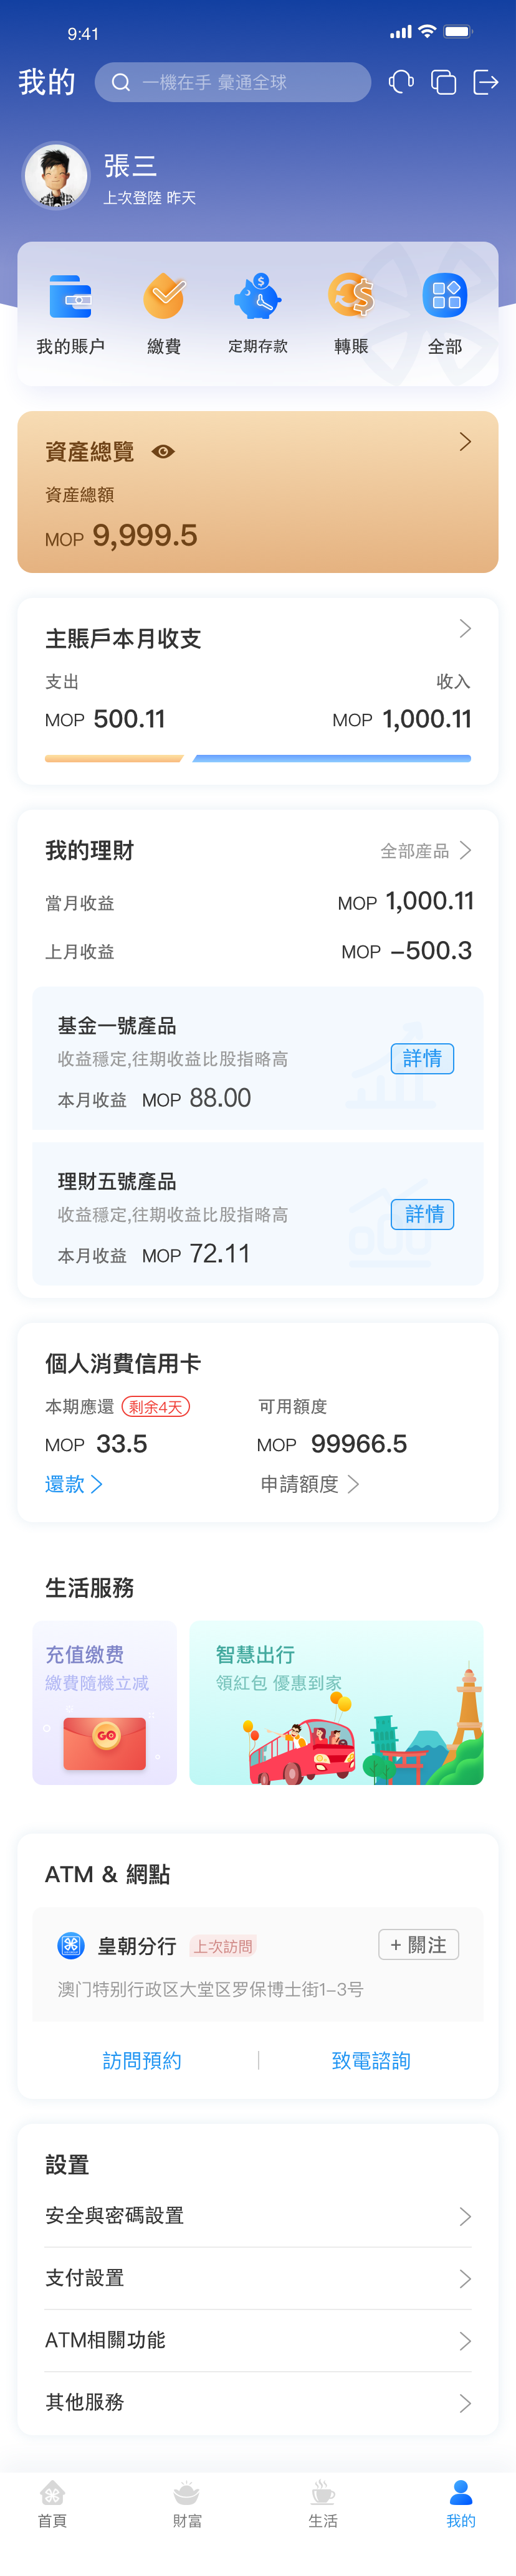 9:41
我的
一機在手 彙通全球
張三
上次登陸 昨天
我的賬户 繳費 定期存款 轉賬 全部
資產總覽
資産總額
MOP 9,999.5
主賬戶本月收支
支出 收入
MOP 500.11 MOP 1,000.11
我的理財 全部産品
當月收益 MOP 1,000.11
上月收益 MOP -500.3
基金一號產品
收益穩定,往期收益比股指略高
詳情
本月收益 MOP 88.00
理財五號產品
收益穩定,往期收益比股指略高
詳情
本月收益 MOP 72.11
個人消費信用卡
本期應還 剩余4天 可用額度
MOP 33.5 MOP 99966.5
還款 申請額度
生活服務
充值缴费 智慧出行
繳費隨機立减 領紅包 優惠到家
GO
ATM & 網點
皇朝分行 上次訪問 + 關注
澳门特别行政区大堂区罗保博士街1-3号
訪問預約 致電諮詢
設置
安全與密碼設置
支付設置
ATM相關功能
其他服務
首頁 財富 生活 我的